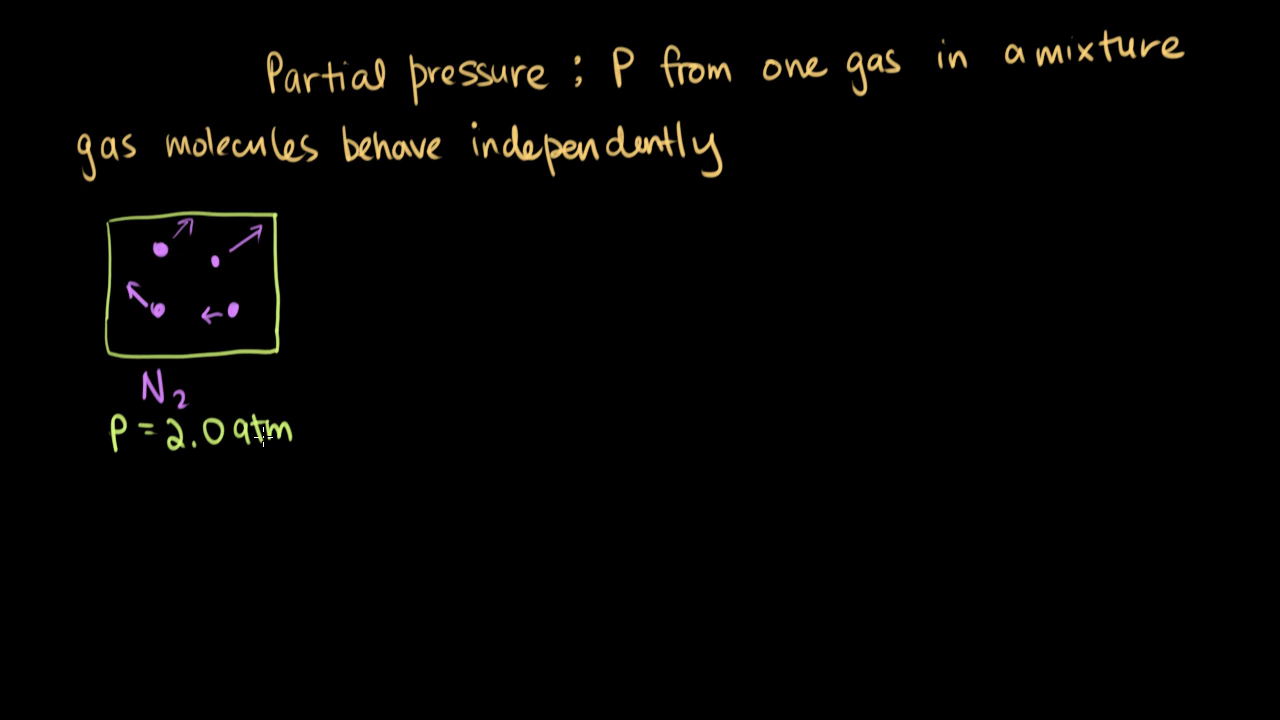 Partial pressure : P from one gas in a mixture
gas molecules behave independently
N₂
P = 2.0 atm